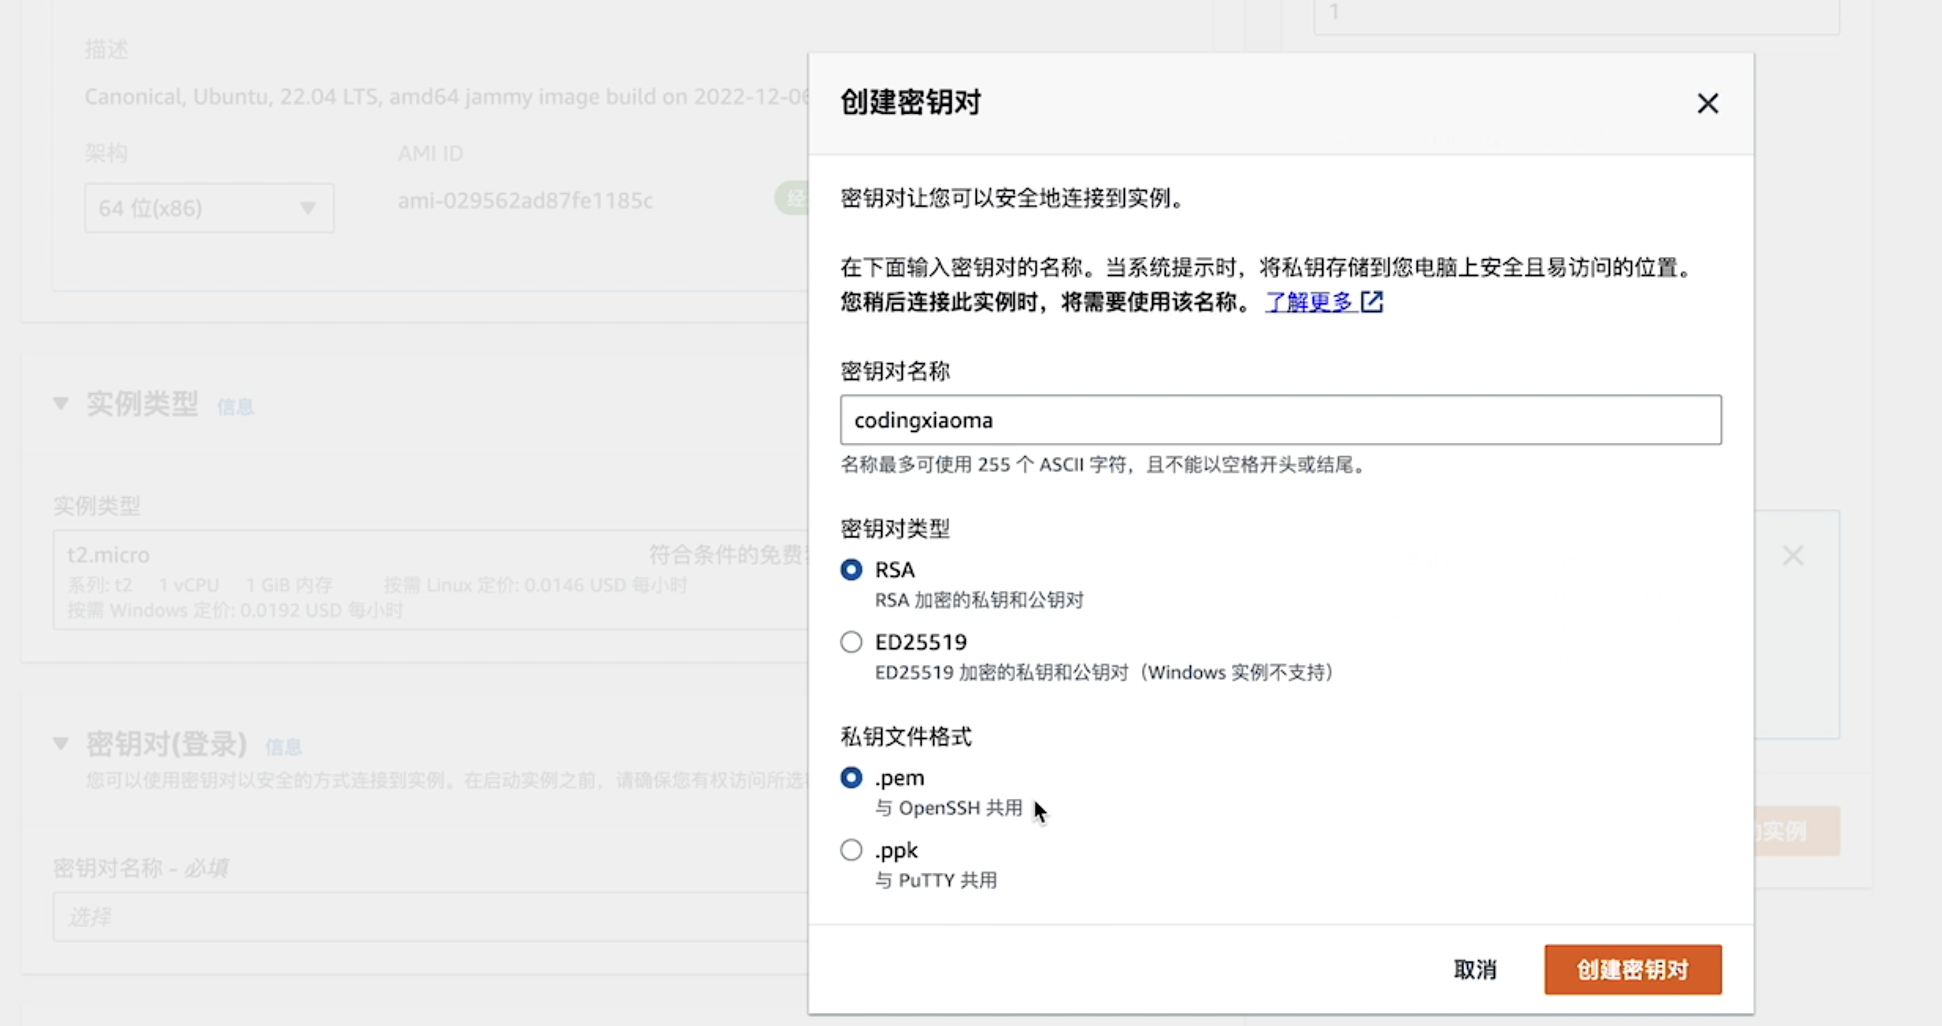 1
描述
Canonical, Ubuntu, 22.04 LTS, amd64 jammy image build on 2022-12-06
架构
AMI ID
64 位(x86)
ami-029562ad87fe1185c
经
实例类型 信息
实例类型
t2.micro
符合条件的免费
系列: t2 1 vCPU 1 GiB 内存 按需 Linux 定价: 0.0146 USD 每小时
按需 Windows 定价: 0.0192 USD 每小时
密钥对(登录) 信息
您可以使用密钥对以安全的方式连接到实例。在启动实例之前，请确保您有权访问所选
密钥对名称 - 必填
选择
创建密钥对
密钥对让您可以安全地连接到实例。
在下面输入密钥对的名称。当系统提示时，将私钥存储到您电脑上安全且易访问的位置。
您稍后连接此实例时，将需要使用该名称。 了解更多
密钥对名称
codingxiaoma
名称最多可使用 255 个 ASCII 字符，且不能以空格开头或结尾。
密钥对类型
RSA
RSA 加密的私钥和公钥对
ED25519
ED25519 加密的私钥和公钥对（Windows 实例不支持）
私钥文件格式
.pem
与 OpenSSH 共用
.ppk
与 PuTTY 共用
取消
创建密钥对
实例